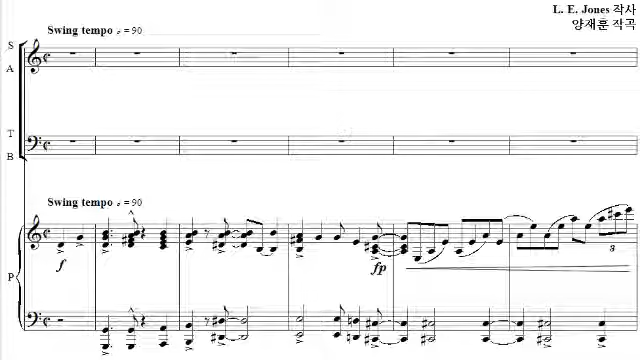 L. E. Jones 작사
Swing tempo 𝅗𝅥 = 90
양재훈 작곡
S
A
T
B
Swing tempo 𝅗𝅥 = 90
f
fp
3
P